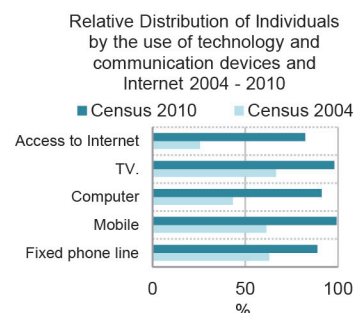 Relative Distribution of Individuals
by the use of technology and
communication devices and
Internet 2004 - 2010
Census 2010 Census 2004
Access to Internet
TV.
Computer
Mobile
Fixed phone line
0 50 100
%